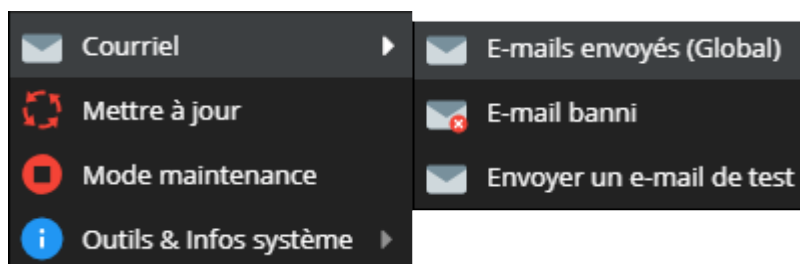 Courriel
Mettre à jour
Mode maintenance
Outils & Infos système
E-mails envoyés (Global)
E-mail banni
Envoyer un e-mail de test